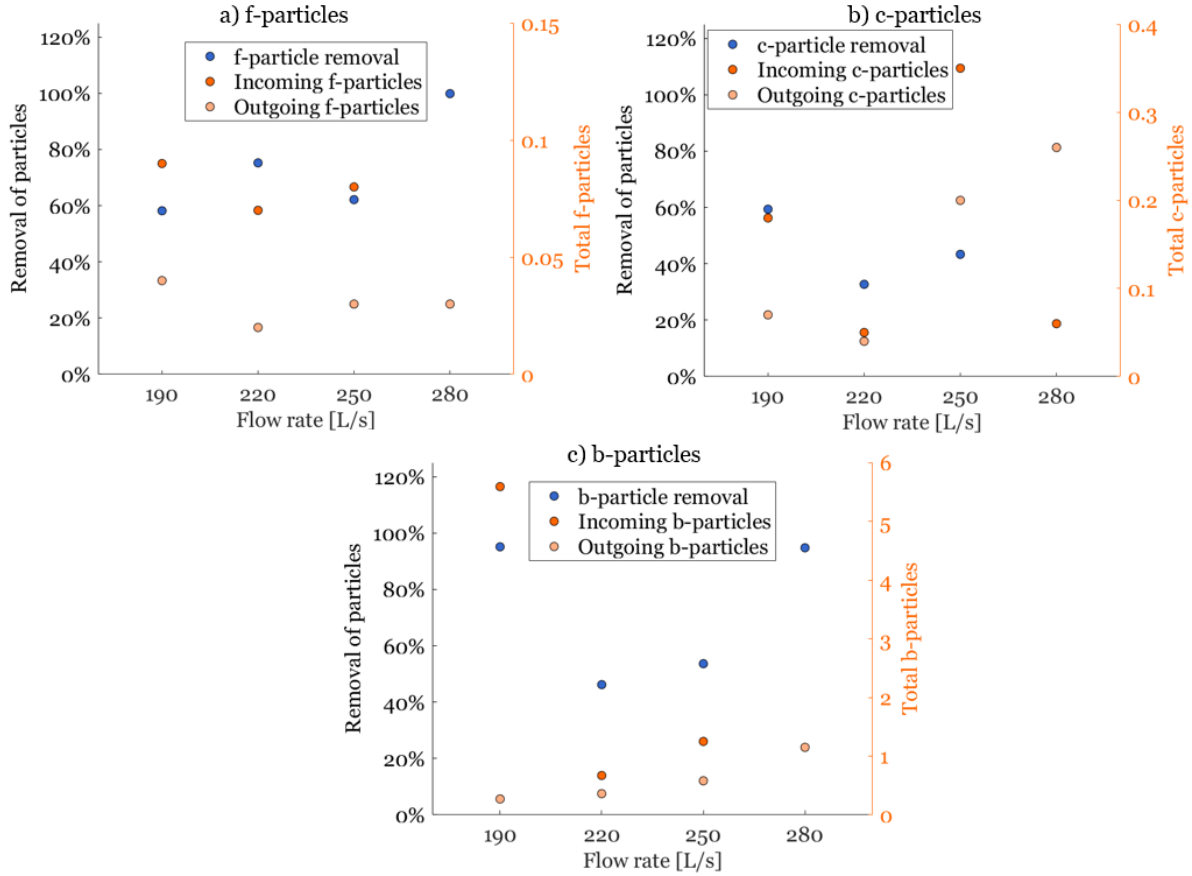 a) f-particles
120%
100%
80%
60%
40%
20%
0%
Removal of particles
f-particle removal
Incoming f-particles
Outgoing f-particles
0.15
0.1
0.05
0
Total f-particles
190 220 250 280
Flow rate [L/s]
b) c-particles
120%
100%
80%
60%
40%
20%
0%
Removal of particles
c-particle removal
Incoming c-particles
Outgoing c-particles
0.4
0.3
0.2
0.1
0
Total c-particles
190 220 250 280
Flow rate [L/s]
c) b-particles
120%
100%
80%
60%
40%
20%
0%
Removal of particles
b-particle removal
Incoming b-particles
Outgoing b-particles
6
5
4
3
2
1
0
Total b-particles
190 220 250 280
Flow rate [L/s]